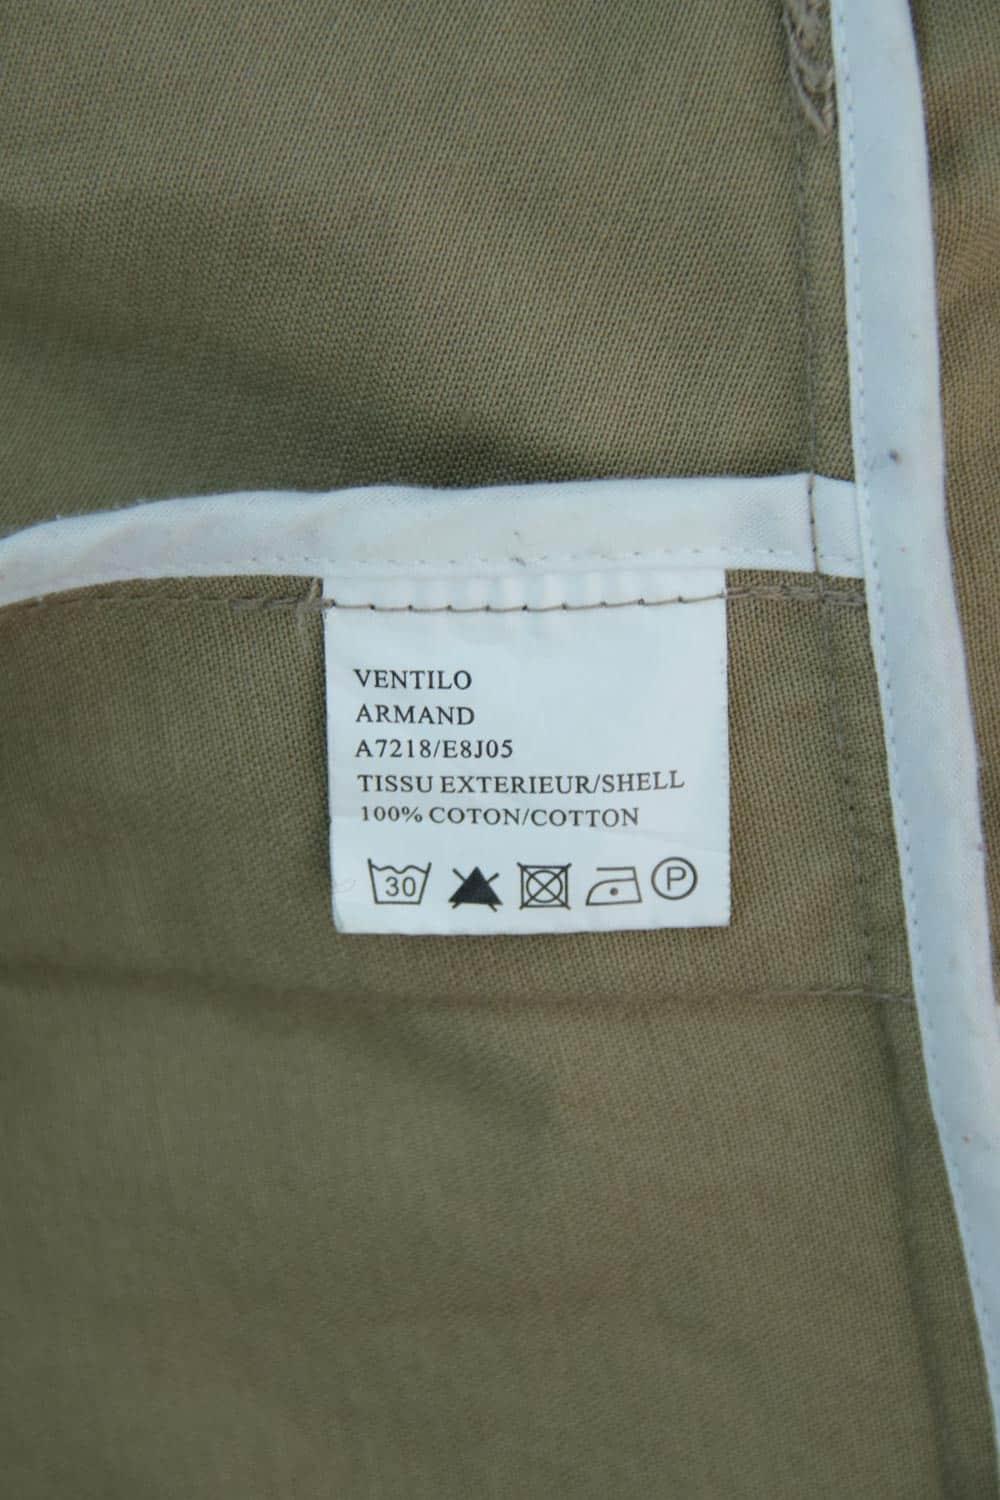 VENTILO
ARMAND
A7218/E8J05
TISSU EXTERIEUR/SHELL
100% COTON/COTTON
30 P